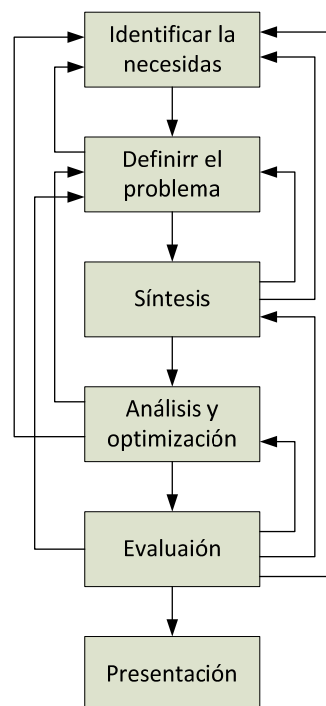 Identificar la
necesidas
Definirr el
problema
Síntesis
Análisis y
optimización
Evaluaión
Presentación